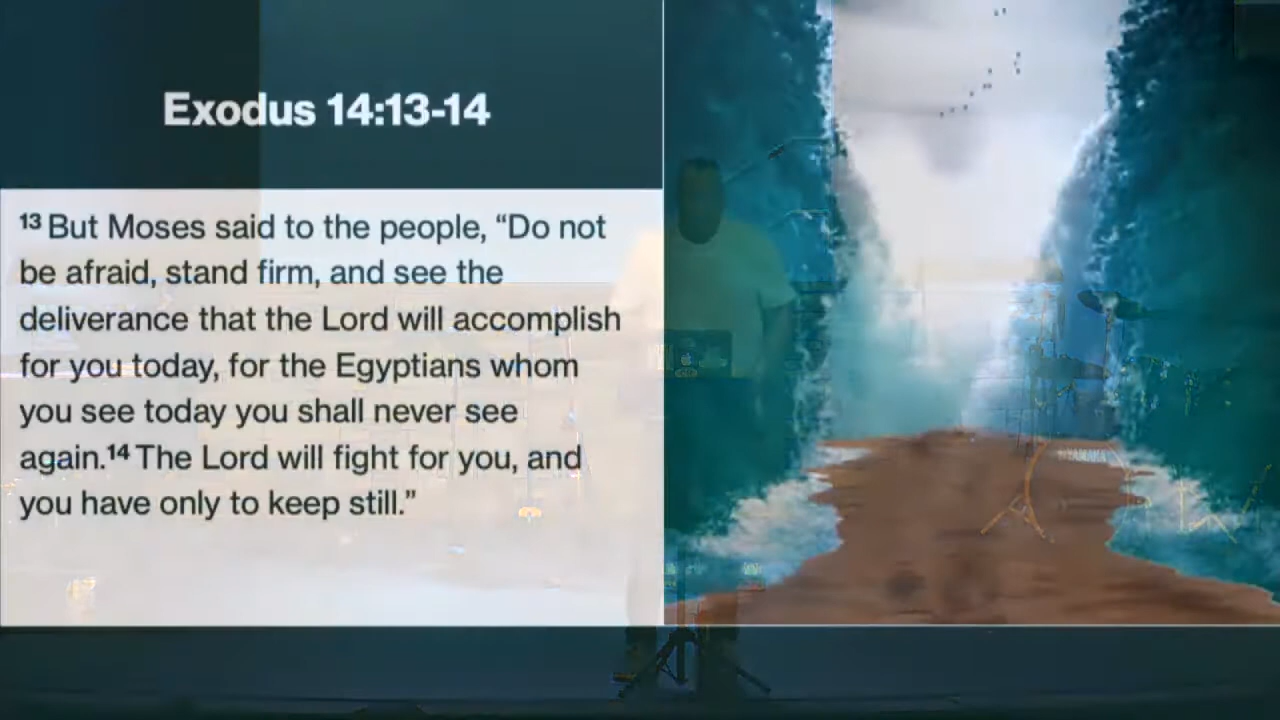 Exodus 14:13-14
¹³ But Moses said to the people, “Do not
be afraid, stand firm, and see the
deliverance that the Lord will accomplish
for you today, for the Egyptians whom
you see today you shall never see
again.¹⁴ The Lord will fight for you, and
you have only to keep still.”
YAMAHA